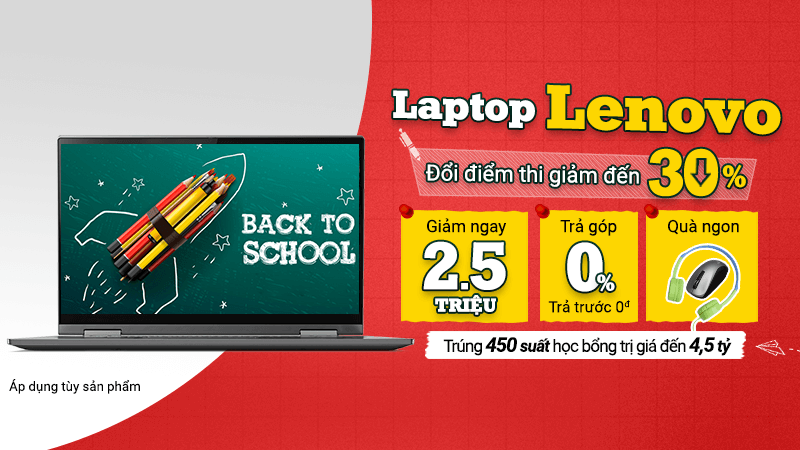 BACK TO
SCHOOL
Áp dụng tùy sản phẩm
Laptop Lenovo
Đổi điểm thi giảm đến 30%
Giảm ngay
2.5
TRIỆU
Trả góp
0%
Trả trước 0đ
Quà ngon
Trúng 450 suất học bổng trị giá đến 4,5 tỷ